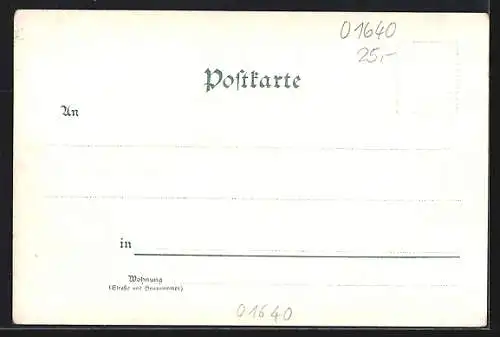 01640
25,-
Postkarte
An
in
Wohnung
(Straße und Hausnummer)
01640